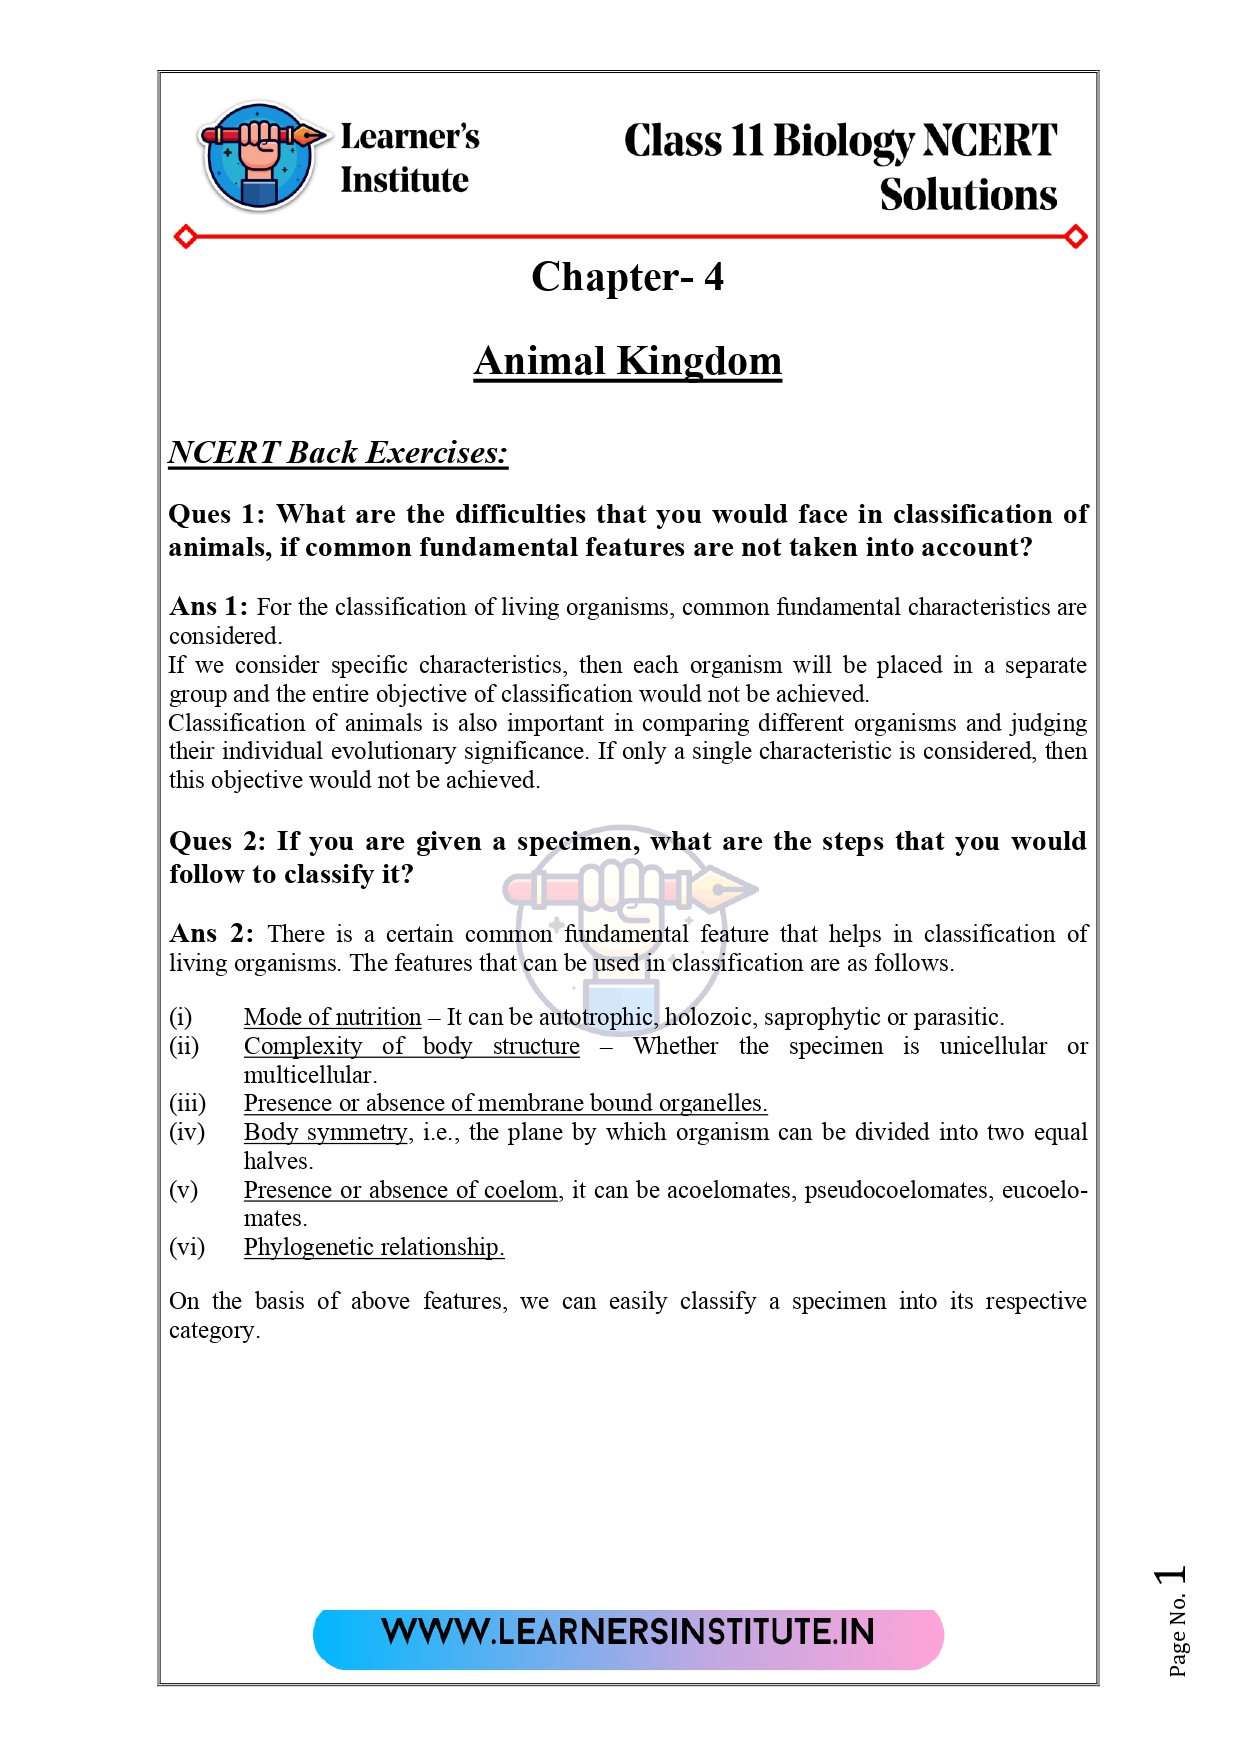 Learner's
Institute
Class 11 Biology NCERT
Solutions
Chapter- 4
Animal Kingdom
NCERT Back Exercises:
Ques 1: What are the difficulties that you would face in classification of
animals, if common fundamental features are not taken into account?
Ans 1: For the classification of living organisms, common fundamental characteristics are
considered.
If we consider specific characteristics, then each organism will be placed in a separate
group and the entire objective of classification would not be achieved.
Classification of animals is also important in comparing different organisms and judging
their individual evolutionary significance. If only a single characteristic is considered, then
this objective would not be achieved.
Ques 2: If you are given a specimen, what are the steps that you would
follow to classify it?
Ans 2: There is a certain common fundamental feature that helps in classification of
living organisms. The features that can be used in classification are as follows.
(i) Mode of nutrition – It can be autotrophic, holozoic, saprophytic or parasitic.
(ii) Complexity of body structure – Whether the specimen is unicellular or
multicellular.
(iii) Presence or absence of membrane bound organelles.
(iv) Body symmetry, i.e., the plane by which organism can be divided into two equal
halves.
(v) Presence or absence of coelom, it can be acoelomates, pseudocoelomates, eucoelo-
mates.
(vi) Phylogenetic relationship.
On the basis of above features, we can easily classify a specimen into its respective
category.
WWW.LEARNERSINSTITUTE.IN
Page No. 1